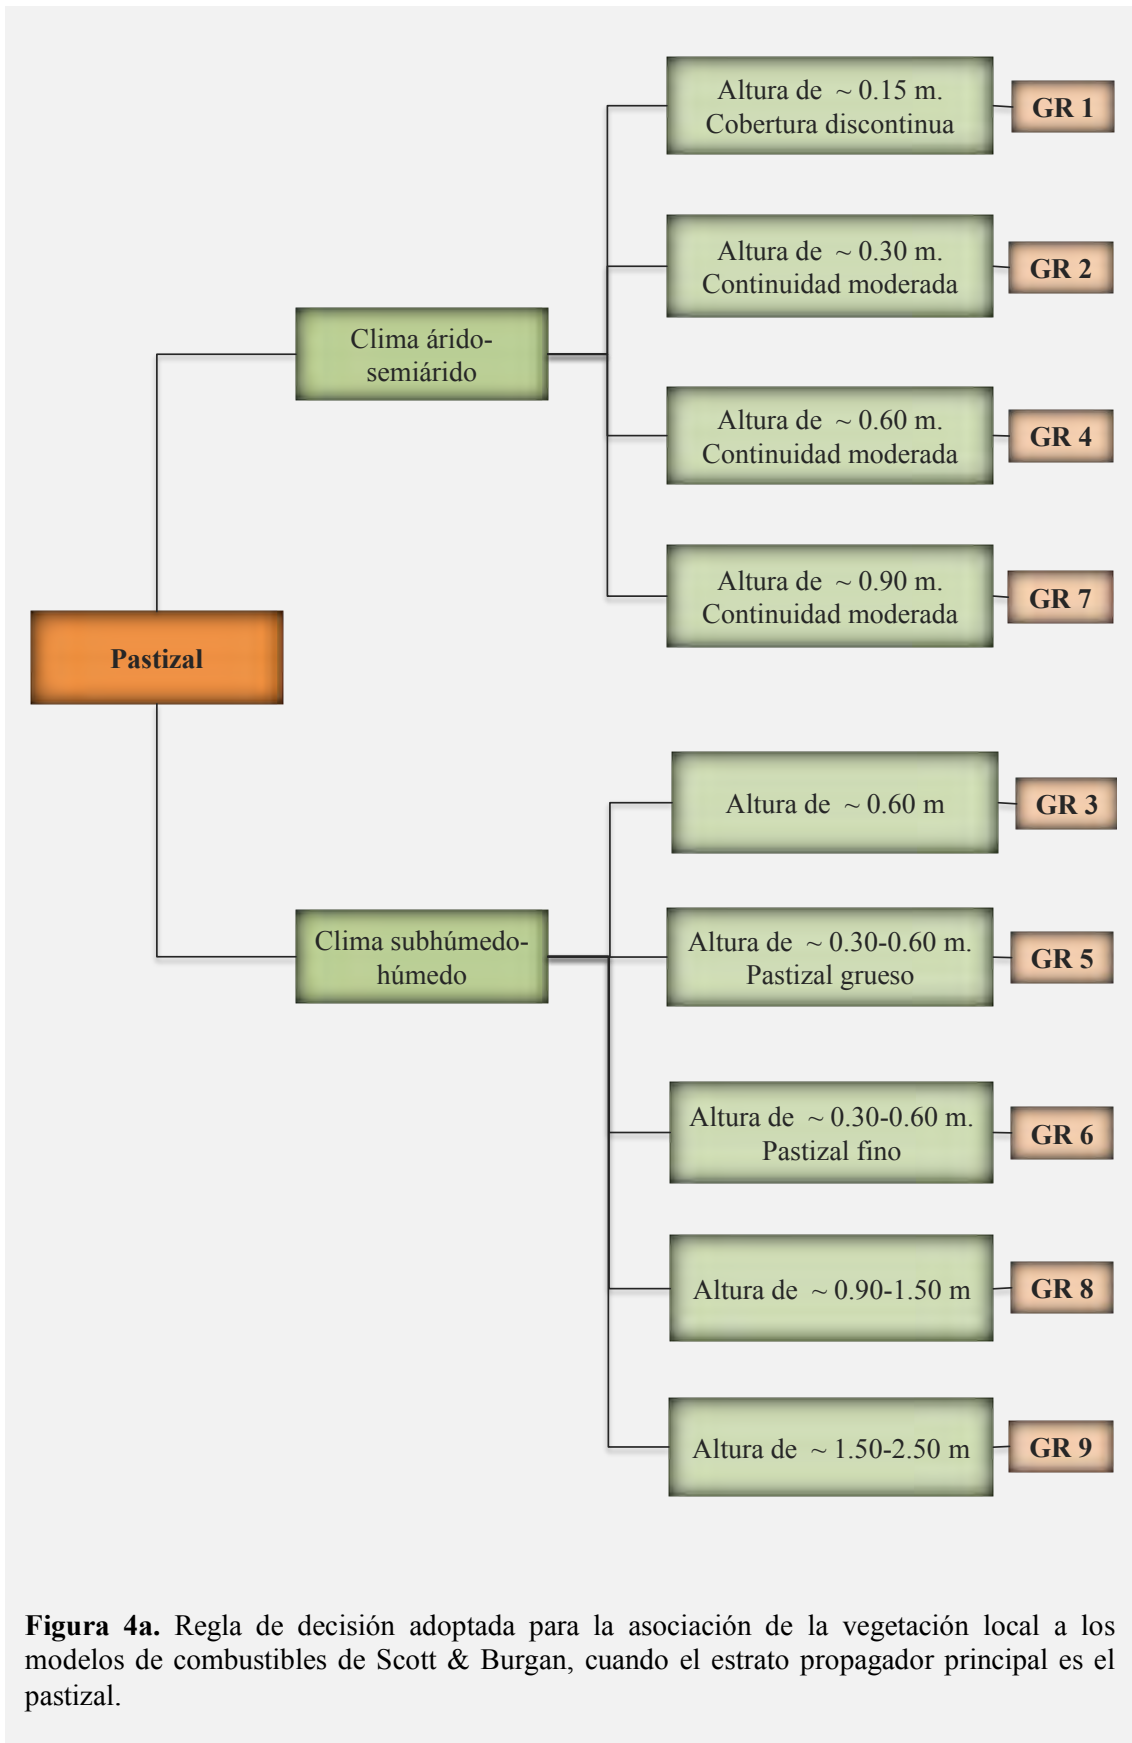 Altura de ~ 0.15 m.
Cobertura discontinua
GR 1
Altura de ~ 0.30 m.
Continuidad moderada
GR 2
Clima árido-
semiárido
Altura de ~ 0.60 m.
Continuidad moderada
GR 4
Altura de ~ 0.90 m.
Continuidad moderada
GR 7
Pastizal
Altura de ~ 0.60 m
GR 3
Clima subhúmedo-
húmedo
Altura de ~ 0.30-0.60 m.
Pastizal grueso
GR 5
Altura de ~ 0.30-0.60 m.
Pastizal fino
GR 6
Altura de ~ 0.90-1.50 m
GR 8
Altura de ~ 1.50-2.50 m
GR 9
Figura 4a. Regla de decisión adoptada para la asociación de la vegetación local a los
modelos de combustibles de Scott & Burgan, cuando el estrato propagador principal es el
pastizal.